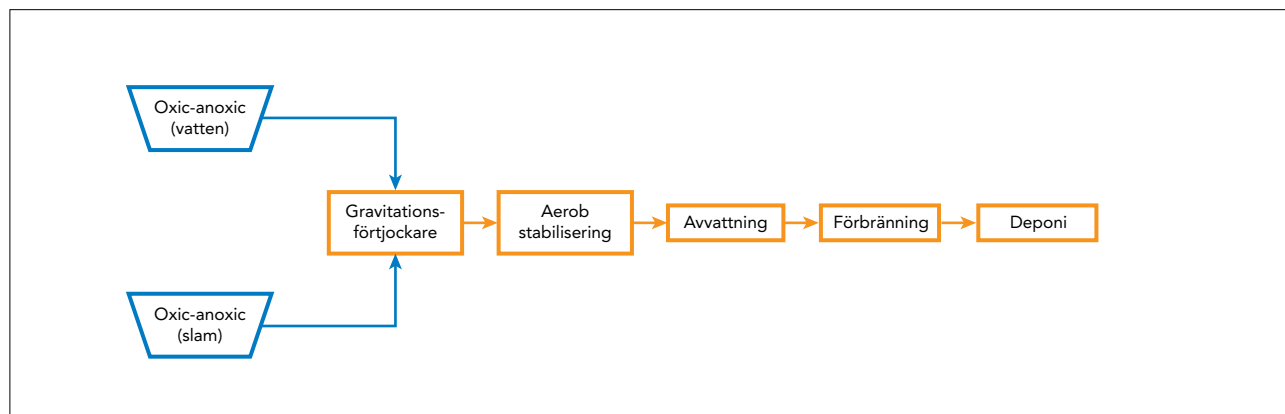 Oxic-anoxic
(vatten)
Gravitations-
förtjockare
Aerob
stabilisering
Avvattning
Förbränning
Deponi
Oxic-anoxic
(slam)